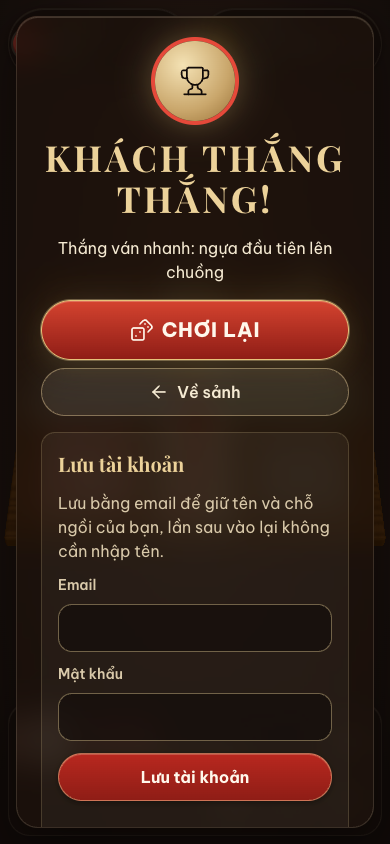 KHÁCH THẮNG
THẮNG!
Thắng ván nhanh: ngựa đầu tiên lên
chuồng
CHƠI LẠI
Về sảnh
Lưu tài khoản
Lưu bằng email để giữ tên và chỗ
ngồi của bạn, lần sau vào lại không
cần nhập tên.
Email
Mật khẩu
Lưu tài khoản